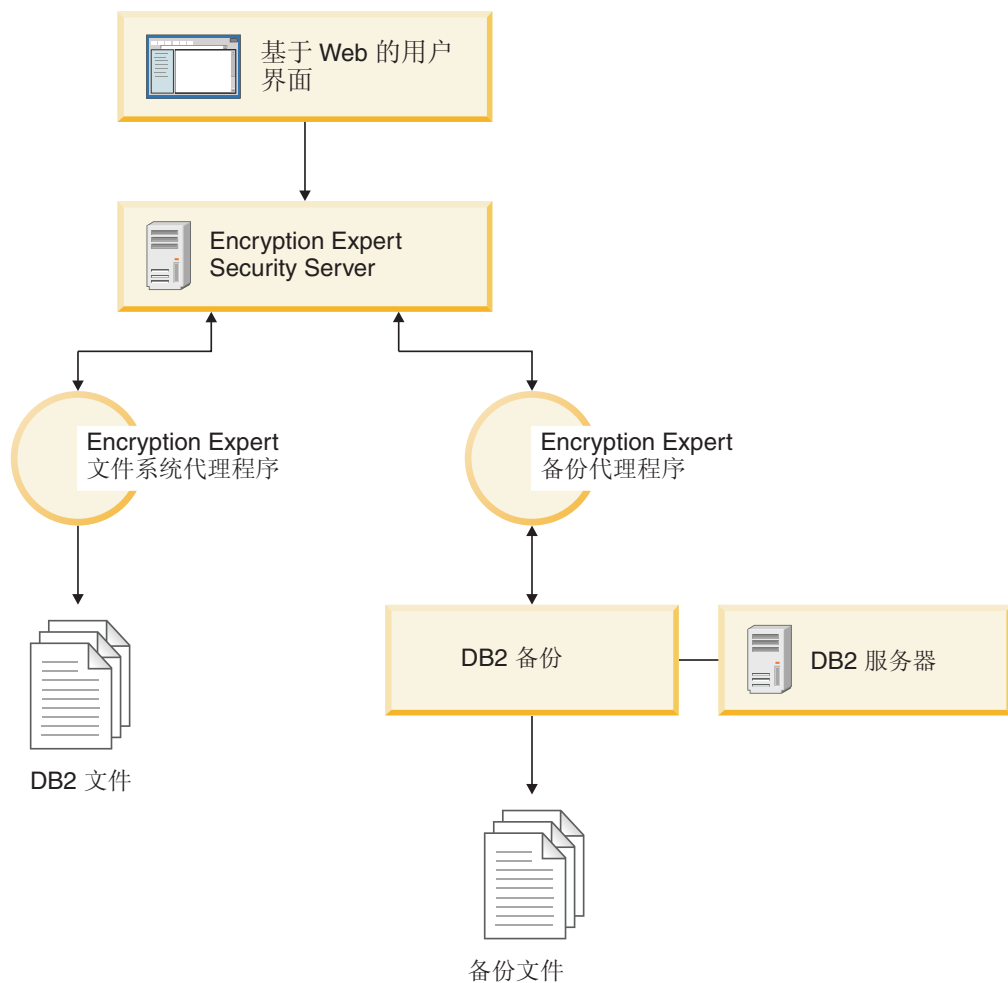 基于 Web 的用户
界面
Encryption Expert
Security Server
Encryption Expert
文件系统代理程序
Encryption Expert
备份代理程序
DB2 备份
DB2 服务器
DB2 文件
备份文件